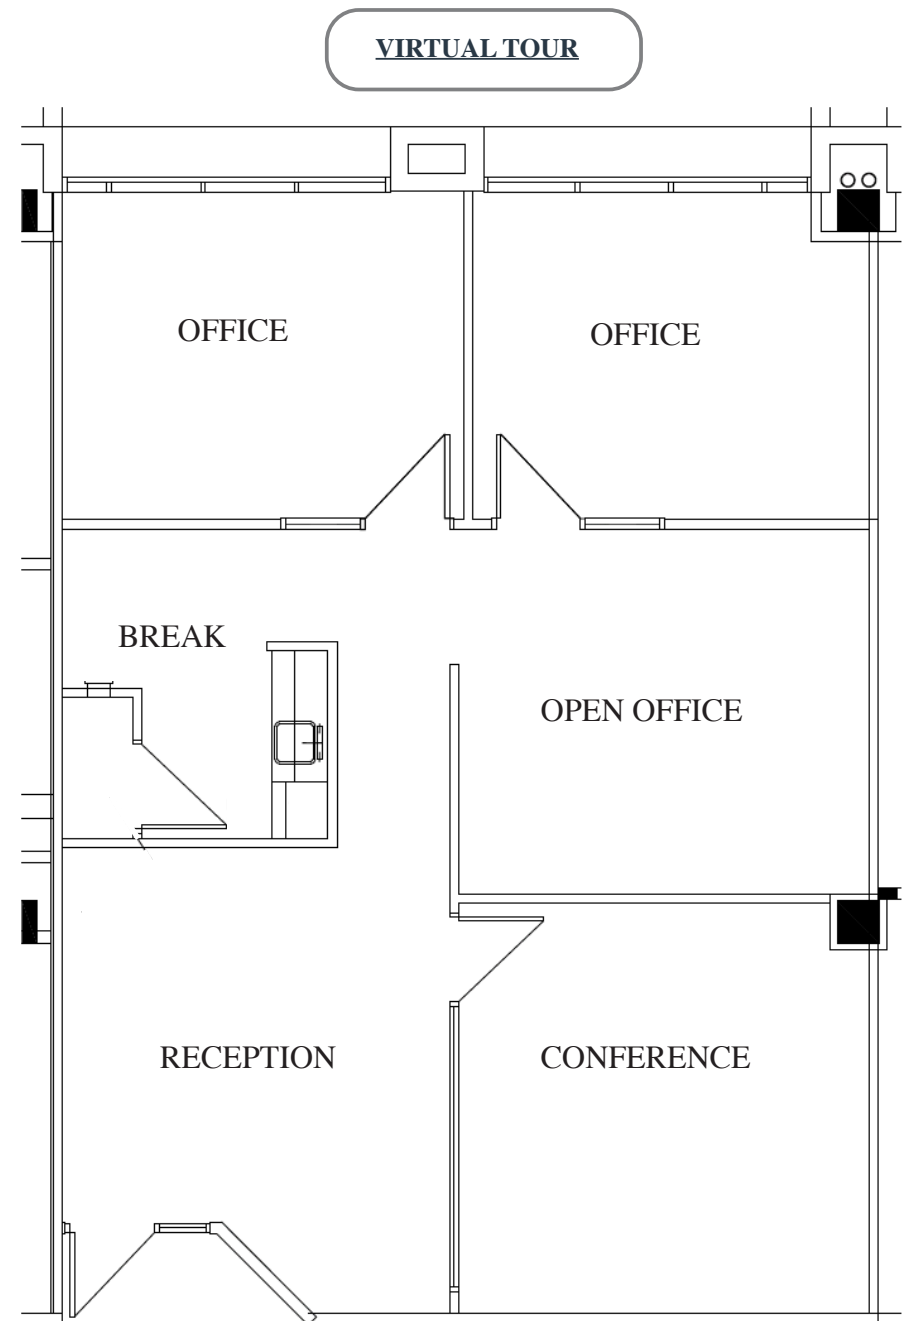 VIRTUAL TOUR
OFFICE
OFFICE
BREAK
OPEN OFFICE
RECEPTION
CONFERENCE